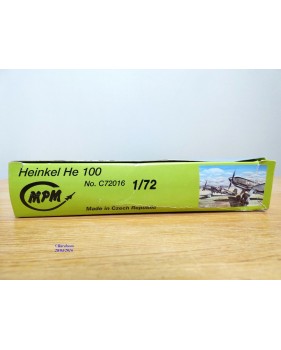 Heinkel He 100
No. C72016 1/72
MPM
Made in Czech Republic